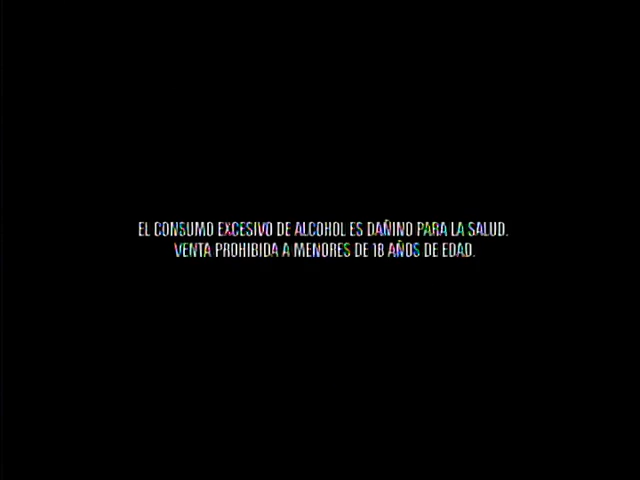 EL CONSUMO EXCESIVO DE ALCOHOL ES DAÑINO PARA LA SALUD.
VENTA PROHIBIDA A MENORES DE 18 AÑOS DE EDAD.